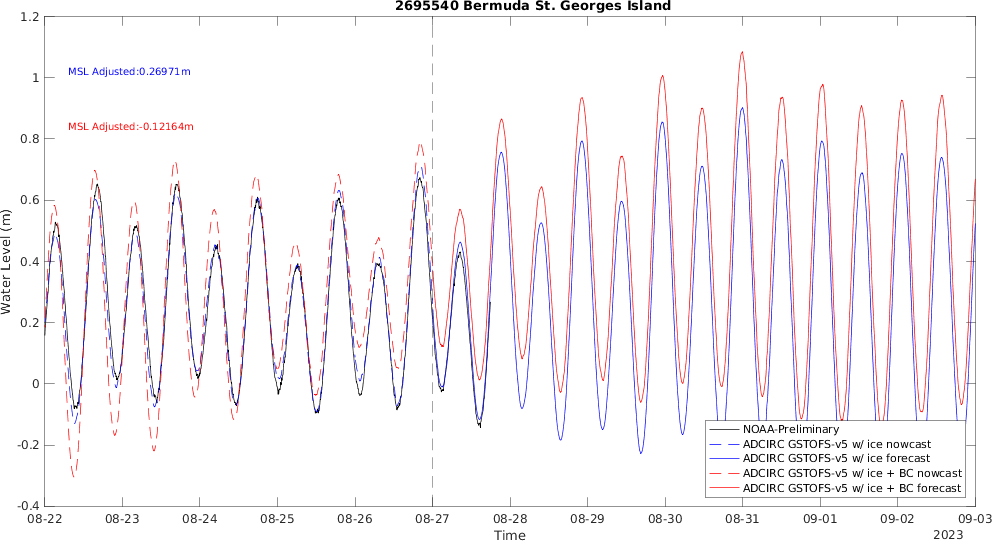 2695540 Bermuda St. Georges Island
MSL Adjusted:0.26971m
MSL Adjusted:-0.12164m
Water Level (m)
1.2
1
0.8
0.6
0.4
0.2
0
-0.2
-0.4
NOAA-Preliminary
ADCIRC GSTOFS-v5 w/ ice nowcast
ADCIRC GSTOFS-v5 w/ ice forecast
ADCIRC GSTOFS-v5 w/ ice + BC nowcast
ADCIRC GSTOFS-v5 w/ ice + BC forecast
08-22 08-23 08-24 08-25 08-26 08-27 08-28 08-29 08-30 08-31 09-01 09-02 09-03
Time
2023